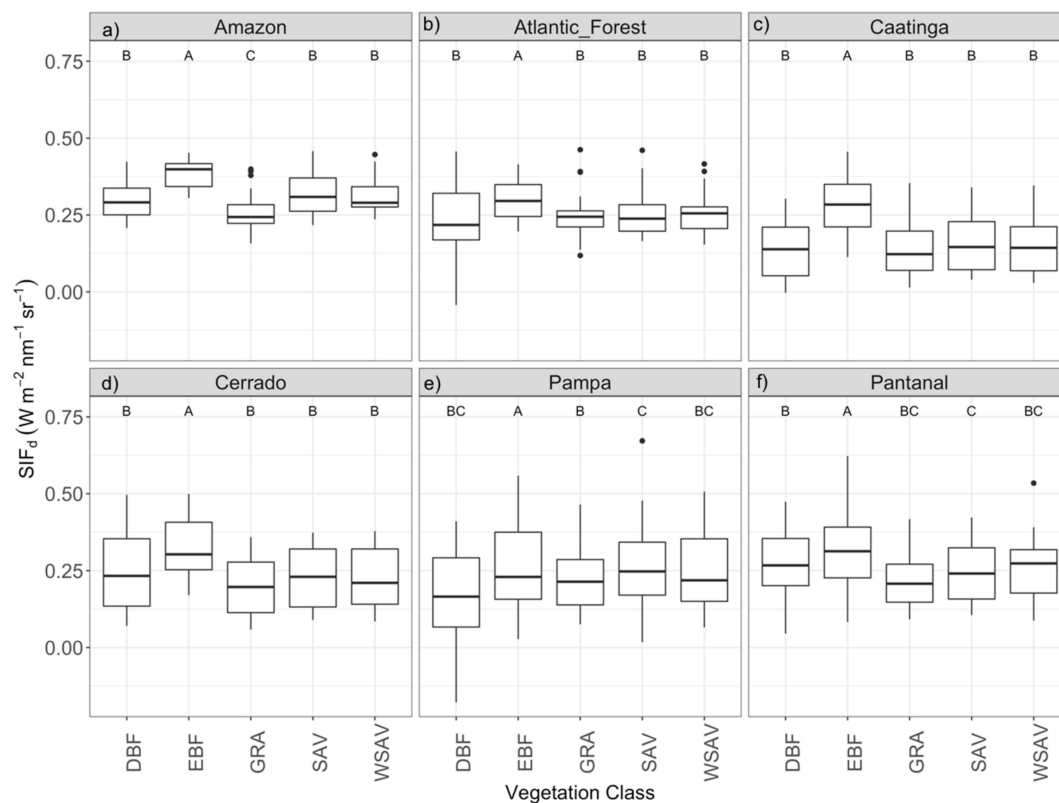 a) Amazon
b) Atlantic_Forest
c) Caatinga
B A C B B
B A B B B
B A B B B
0.75
0.50
0.25
0.00
d) Cerrado
e) Pampa
f) Pantanal
B A B B B
BC A B C BC
B A BC C BC
0.75
0.50
0.25
0.00
SIFd (W m−2 nm−1 sr−1)
DBF EBF GRA SAV WSAV
DBF EBF GRA SAV WSAV
DBF EBF GRA SAV WSAV
Vegetation Class